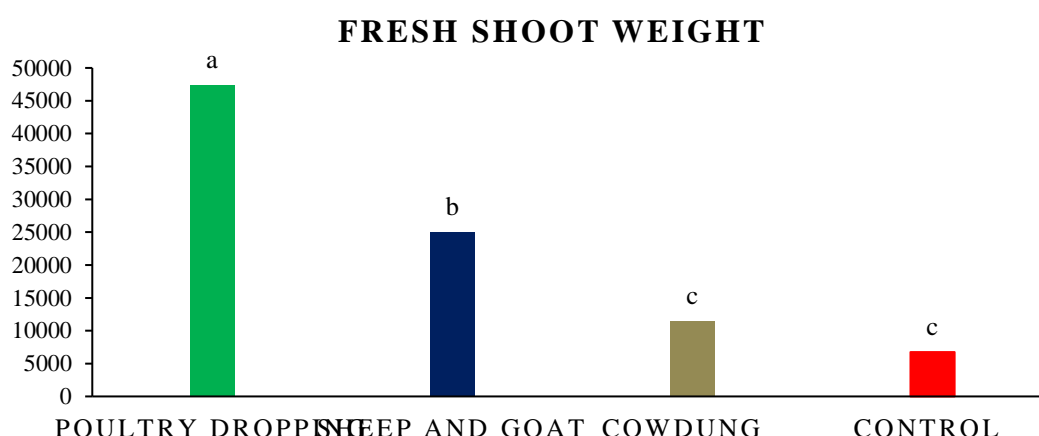 FRESH SHOOT WEIGHT
a
50000
45000
40000
35000
30000
b
25000
20000
15000
c
10000
c
5000
0
POULTRY DROPPING SHEEP AND GOAT COWDUNG CONTROL